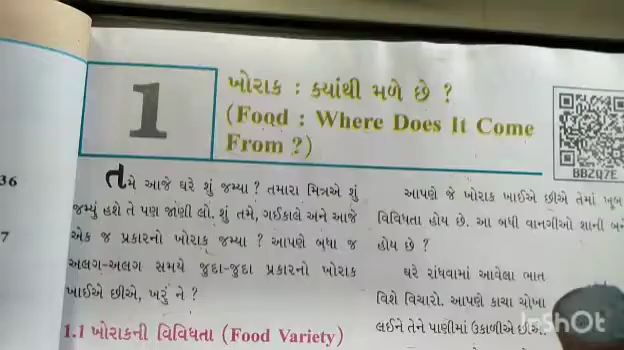 1
ખોરાક : ક્યાંથી મળે છે ?
(Food : Where Does It Come
From ?)
BBZQ7E
36
7
તમે આજે ઘરે શું જમ્યા ? તમારા મિત્રએ શું
જમ્યું હશે તે પણ જાણી લો. શું તમે, ગઈકાલે અને આજે
એક જ પ્રકારનો ખોરાક જમ્યા ? આપણે બધા જ
અલગ-અલગ સમયે જુદા-જુદા પ્રકારનો ખોરાક
ખાઈએ છીએ, ખરું ને ?
1.1 ખોરાકની વિવિધતા (Food Variety)
આપણે જે ખોરાક ખાઈએ છીએ તેમાં ખૂબ
વિવિધતા હોય છે. આ બધી વાનગીઓ શાની
હોય છે ?
ઘરે રાંધવામાં આવેલા ભાત
વિશે વિચારો. આપણે કાચા ચોખા
લઈને તેને પાણીમાં ઉકાળીએ છીએ.